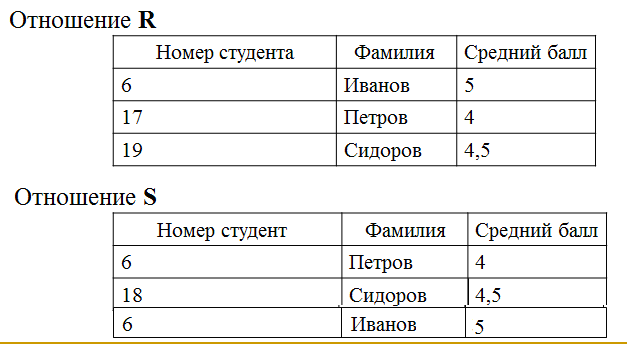 Отношение R
Номер студента Фамилия Средний балл
6 Иванов 5
17 Петров 4
19 Сидоров 4,5
Отношение S
Номер студент Фамилия Средний балл
6 Петров 4
18 Сидоров 4,5
6 Иванов 5